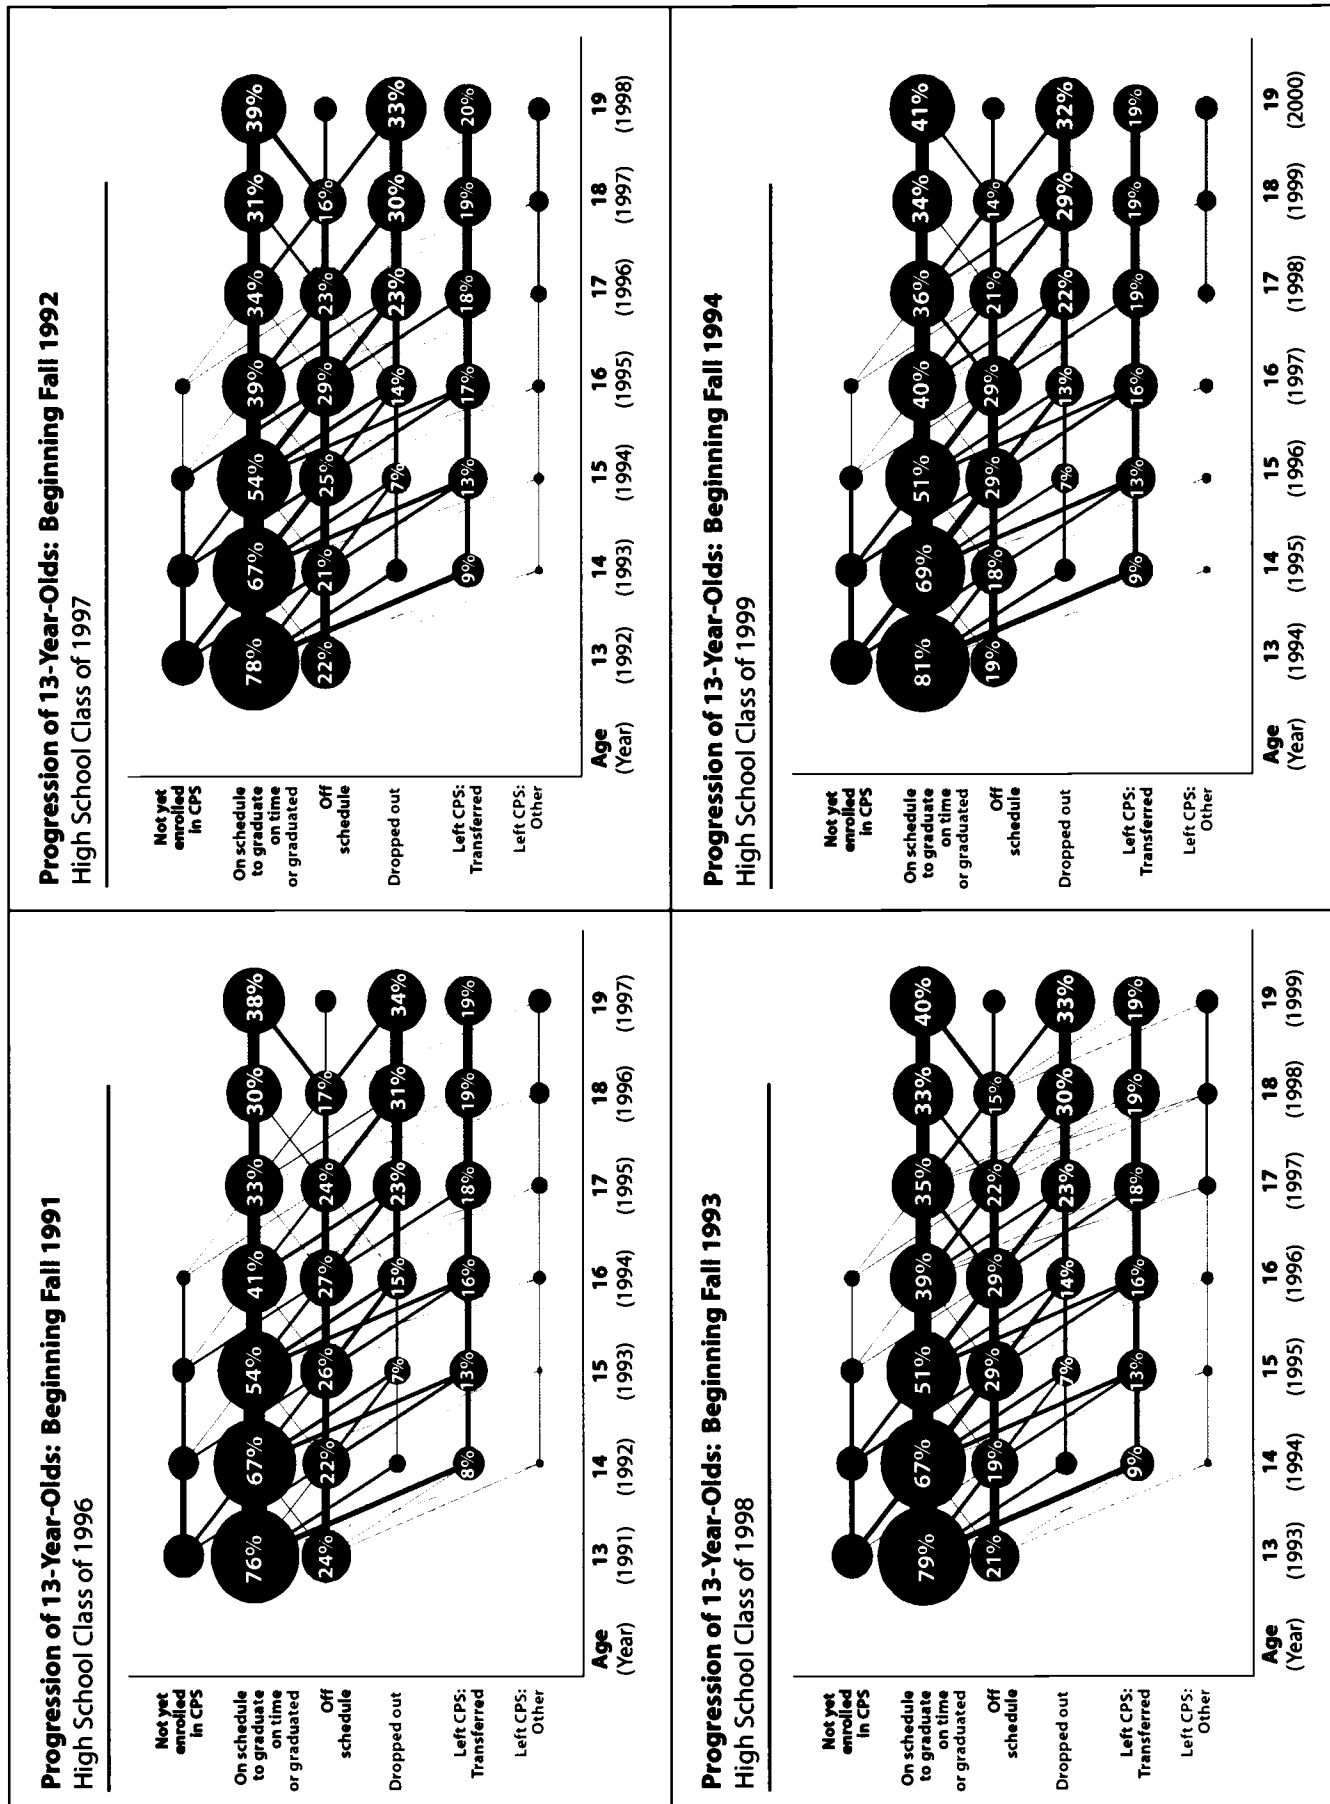 Progression of 13-Year-Olds: Beginning Fall 1991
High School Class of 1996
Not yet
enrolled
in CPS
On schedule
to graduate
on time
or graduated
76% 67% 54% 41% 33% 30% 38%
Off
schedule
24% 22% 26% 27% 24% 17%
Dropped out
7% 15% 23% 31% 34%
Left CPS:
Transferred
8% 13% 16% 18% 19% 19%
Left CPS:
Other
Age 13 14 15 16 17 18 19
(Year) (1991) (1992) (1993) (1994) (1995) (1996) (1997)
Progression of 13-Year-Olds: Beginning Fall 1992
High School Class of 1997
Not yet
enrolled
in CPS
On schedule
to graduate
on time
or graduated
78% 67% 54% 39% 34% 31% 39%
Off
schedule
22% 21% 25% 29% 23% 16%
Dropped out
7% 14% 23% 30% 33%
Left CPS:
Transferred
9% 13% 17% 18% 19% 20%
Left CPS:
Other
Age 13 14 15 16 17 18 19
(Year) (1992) (1993) (1994) (1995) (1996) (1997) (1998)
Progression of 13-Year-Olds: Beginning Fall 1993
High School Class of 1998
Not yet
enrolled
in CPS
On schedule
to graduate
on time
or graduated
79% 67% 51% 39% 35% 33% 40%
Off
schedule
21% 19% 29% 29% 22% 15%
Dropped out
7% 14% 23% 30% 33%
Left CPS:
Transferred
9% 13% 16% 18% 19% 19%
Left CPS:
Other
Age 13 14 15 16 17 18 19
(Year) (1993) (1994) (1995) (1996) (1997) (1998) (1999)
Progression of 13-Year-Olds: Beginning Fall 1994
High School Class of 1999
Not yet
enrolled
in CPS
On schedule
to graduate
on time
or graduated
81% 69% 51% 40% 36% 34% 41%
Off
schedule
19% 18% 29% 29% 21% 14%
Dropped out
7% 13% 22% 29% 32%
Left CPS:
Transferred
9% 13% 16% 19% 19% 19%
Left CPS:
Other
Age 13 14 15 16 17 18 19
(Year) (1994) (1995) (1996) (1997) (1998) (1999) (2000)